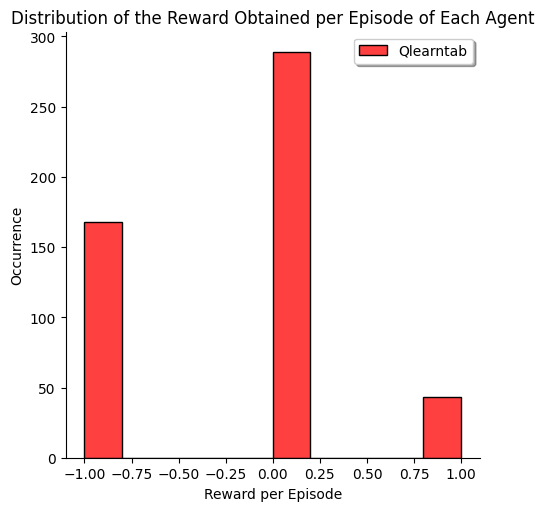 Distribution of the Reward Obtained per Episode of Each Agent
Qlearntab
300
250
200
150
100
50
0
Occurrence
−1.00 −0.75 −0.50 −0.25 0.00 0.25 0.50 0.75 1.00
Reward per Episode